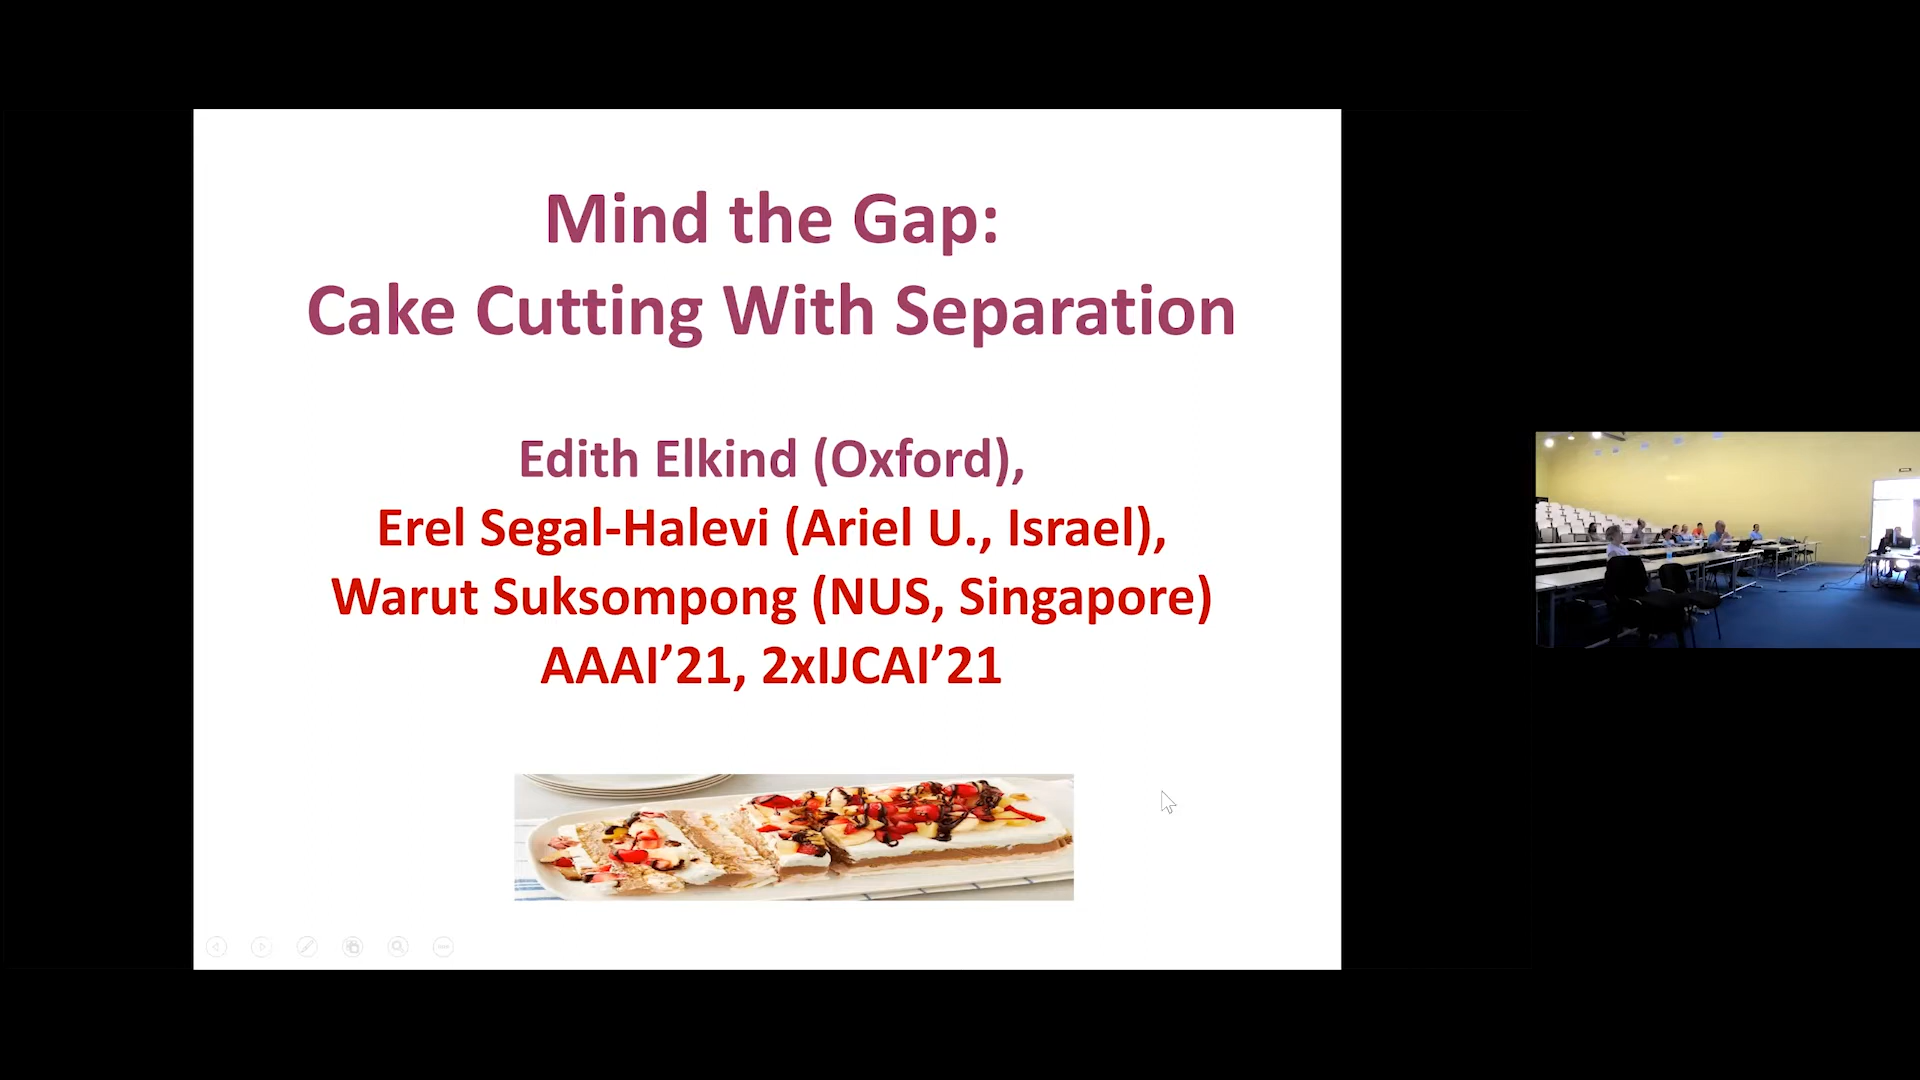 Mind the Gap:
Cake Cutting With Separation
Edith Elkind (Oxford),
Erel Segal-Halevi (Ariel U., Israel),
Warut Suksompong (NUS, Singapore)
AAAI’21, 2xIJCAI’21